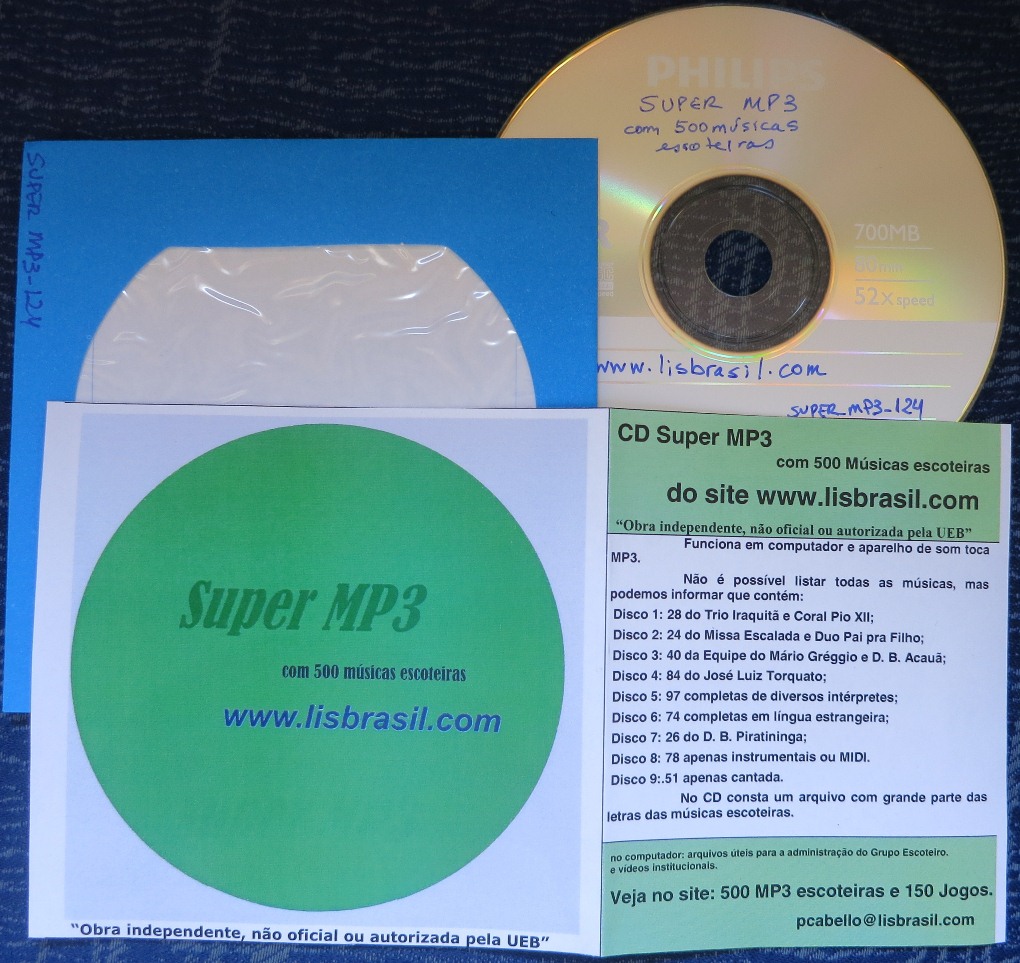 PHILIPS
SUPER MP3
com 500 músicas
escoteiras
700MB
80min
52x speed
www.lisbrasil.com
SUPER_MP3_124
SUPER MP3-124
Super MP3
com 500 músicas escoteiras
www.lisbrasil.com
"Obra independente, não oficial ou autorizada pela UEB"
CD Super MP3
com 500 Músicas escoteiras
do site www.lisbrasil.com
"Obra independente, não oficial ou autorizada pela UEB"
Funciona em computador e aparelho de som toca
MP3.
Não é possível listar todas as músicas, mas
podemos informar que contém:
Disco 1: 28 do Trio Iraquitã e Coral Pio XII;
Disco 2: 24 do Missa Escalada e Duo Pai pra Filho;
Disco 3: 40 da Equipe do Mário Gréggio e D. B. Acauã;
Disco 4: 84 do José Luiz Torquato;
Disco 5: 97 completas de diversos intérpretes;
Disco 6: 74 completas em língua estrangeira;
Disco 7: 26 do D. B. Piratininga;
Disco 8: 78 apenas instrumentais ou MIDI.
Disco 9:.51 apenas cantada.
No CD consta um arquivo com grande parte das
letras das músicas escoteiras.
no computador: arquivos úteis para a administração do Grupo Escoteiro.
e vídeos institucionais.
Veja no site: 500 MP3 escoteiras e 150 Jogos.
pcabello@lisbrasil.com